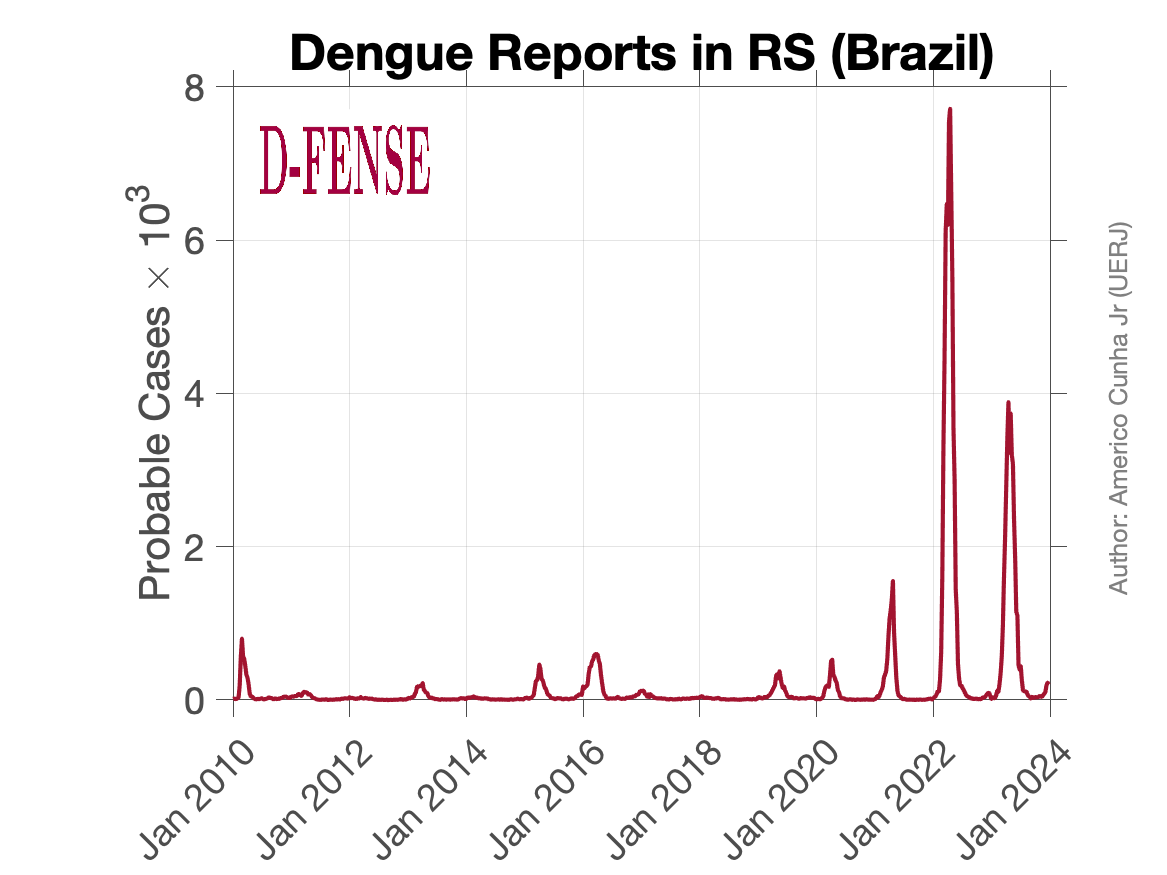 Dengue Reports in RS (Brazil)
D-FENSE
Probable Cases × 10³
8
6
4
2
0
Jan 2010
Jan 2012
Jan 2014
Jan 2016
Jan 2018
Jan 2020
Jan 2022
Jan 2024
Author: Americo Cunha Jr (UERJ)